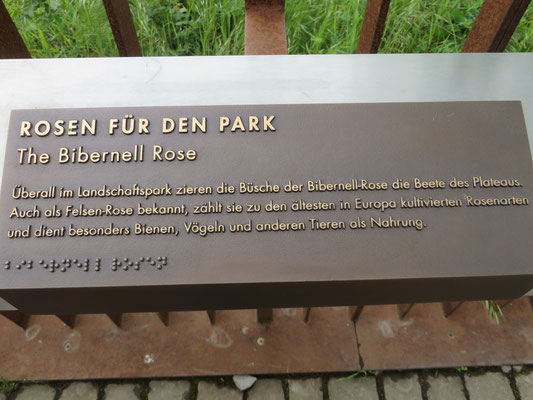 ROSEN FÜR DEN PARK
The Bibernell Rose
Überall im Landschaftspark zieren die Büsche der Bibernell-Rose die Beete des Plateaus.
Auch als Felsen-Rose bekannt, zählt sie zu den ältesten in Europa kultivierten Rosenarten
und dient besonders Bienen, Vögeln und anderen Tieren als Nahrung.